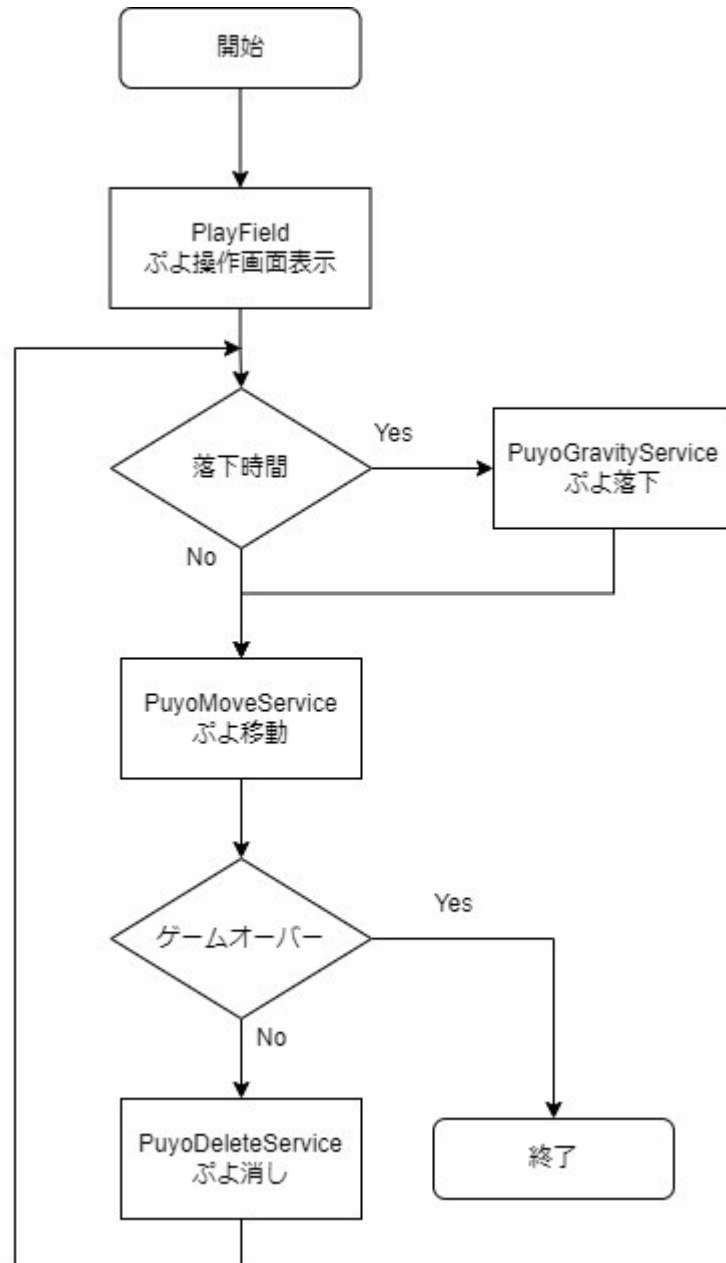 開始
PlayField
ぷよ操作画面表示
落下時間
Yes
PuyoGravityService
ぷよ落下
No
PuyoMoveService
ぷよ移動
ゲームオーバー
Yes
No
PuyoDeleteService
ぷよ消し
終了